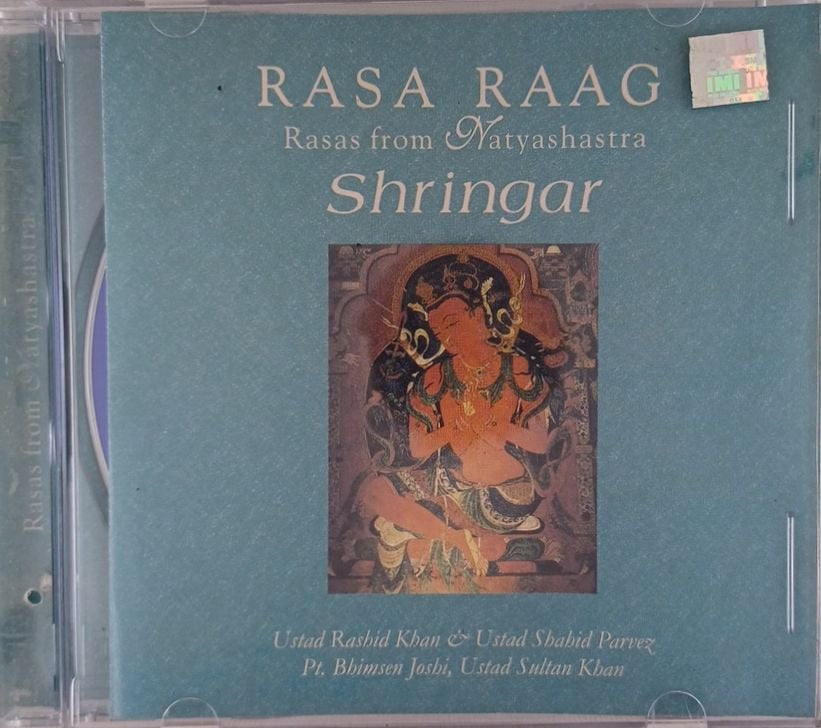 RASA RAAG
Rasas from Natyashastra
Shringar
Ustad Rashid Khan & Ustad Shahid Parvez
Pt. Bhimsen Joshi, Ustad Sultan Khan
Rasas from Natyashastra
IMI IM